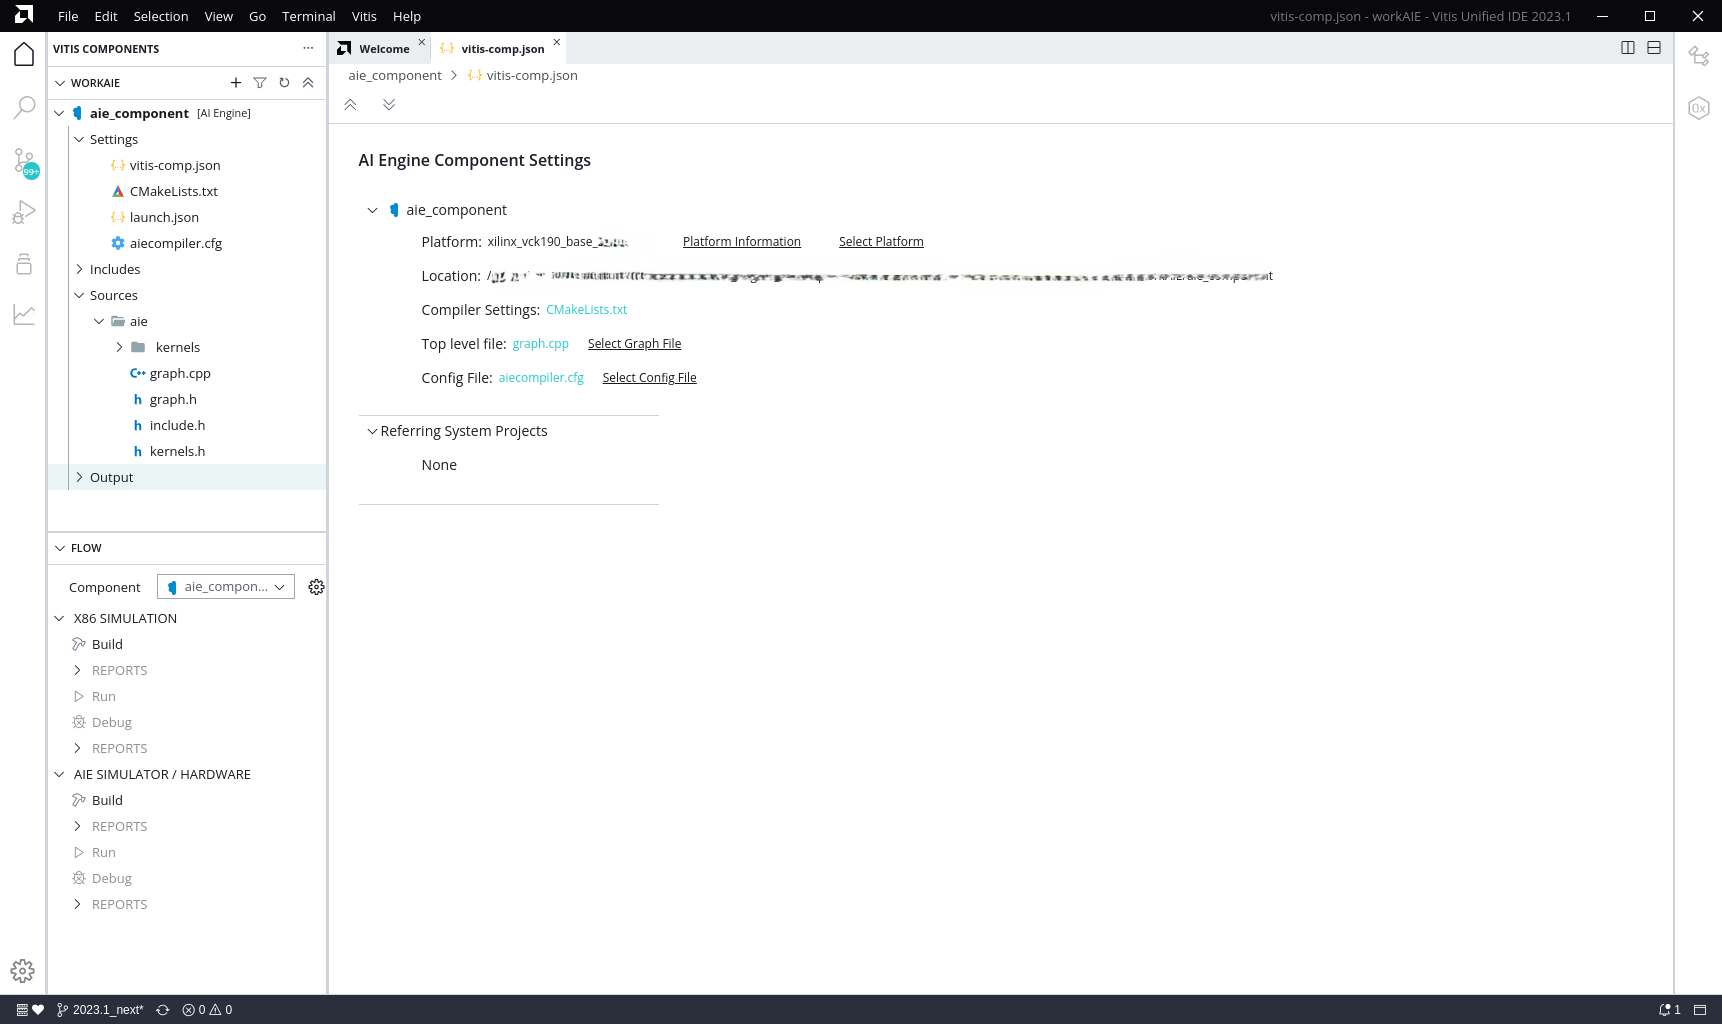 File Edit Selection View Go Terminal Vitis Help
vitis-comp.json - workAIE - Vitis Unified IDE 2023.1
VITIS COMPONENTS
WORKAIE
aie_component [AI Engine]
Settings
vitis-comp.json
CMakeLists.txt
launch.json
aiecompiler.cfg
Includes
Sources
aie
kernels
graph.cpp
graph.h
include.h
kernels.h
Output
FLOW
Component aie_compon...
X86 SIMULATION
Build
REPORTS
Run
Debug
REPORTS
AIE SIMULATOR / HARDWARE
Build
REPORTS
Run
Debug
REPORTS
99+
Welcome vitis-comp.json
aie_component > vitis-comp.json
AI Engine Component Settings
aie_component
Platform: xilinx_vck190_base_ Platform Information Select Platform
Location:
Compiler Settings: CMakeLists.txt
Top level file: graph.cpp Select Graph File
Config File: aiecompiler.cfg Select Config File
Referring System Projects
None
0x
2023.1_next* 0 0
1